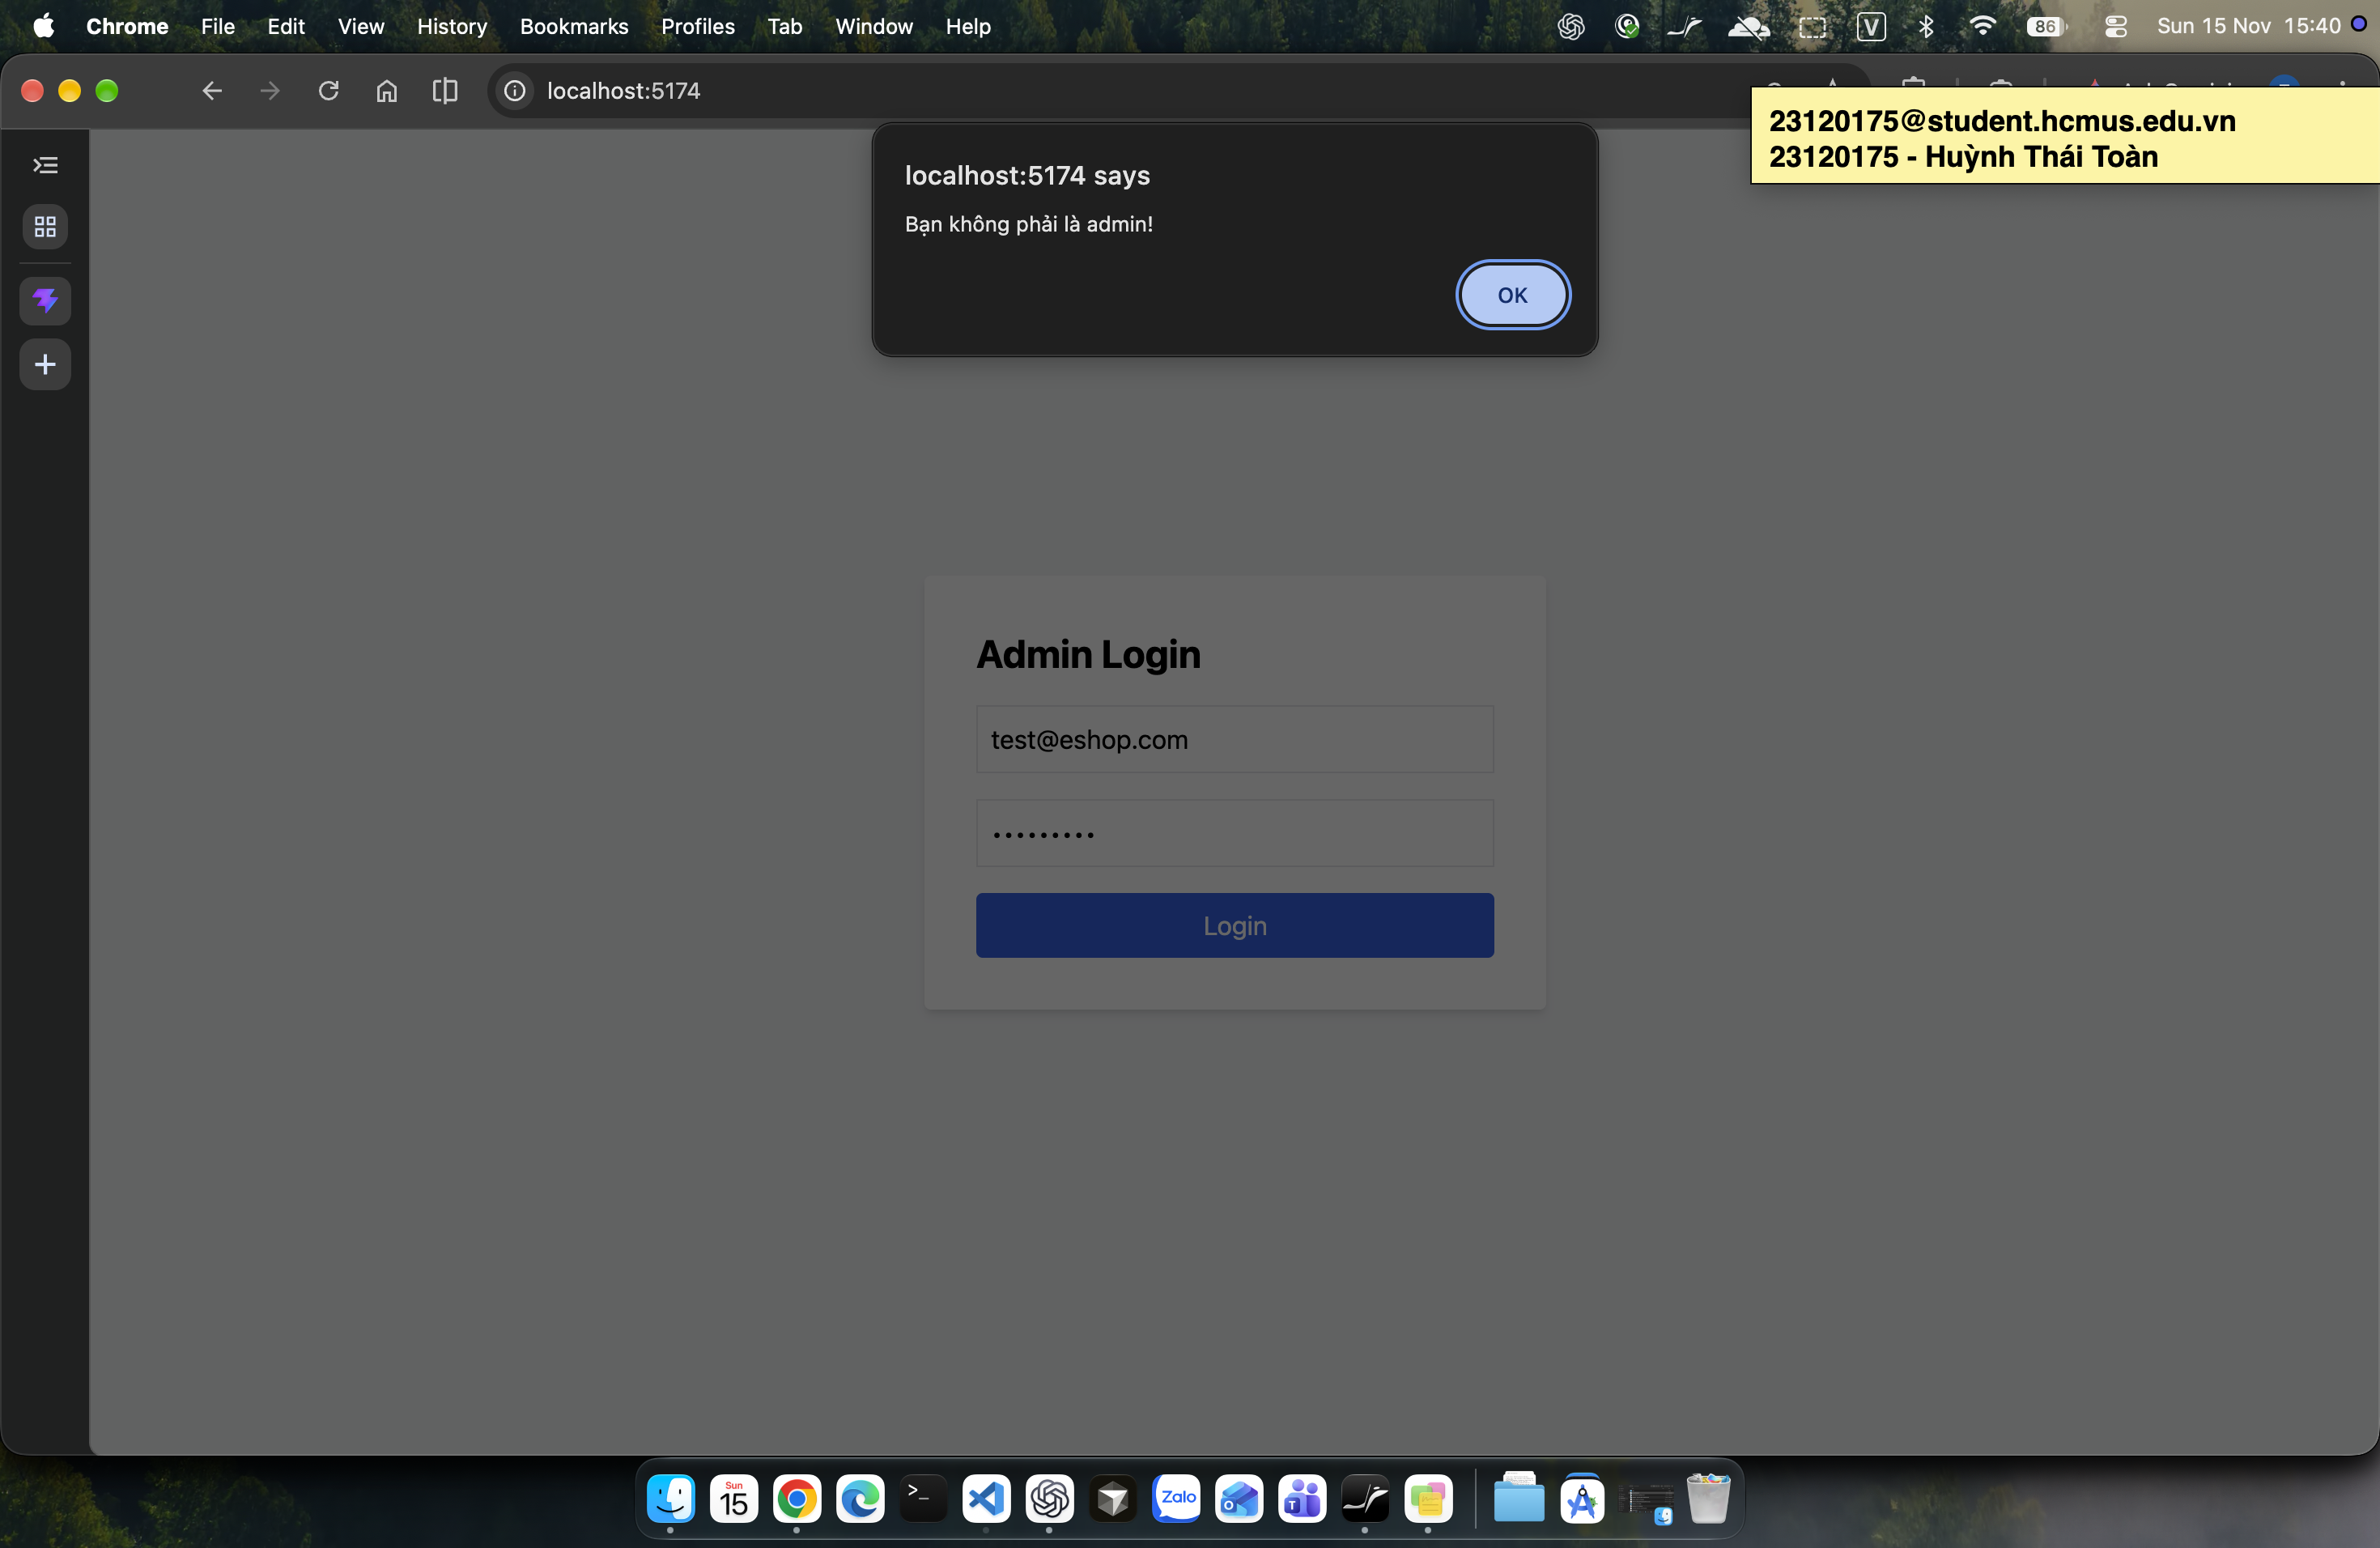 Chrome File Edit View History Bookmarks Profiles Tab Window Help
V
86
Sun 15 Nov 15:40
localhost:5174
23120175@student.hcmus.edu.vn
23120175 - Huỳnh Thái Toàn
localhost:5174 says
Bạn không phải là admin!
OK
Admin Login
test@eshop.com
Login
Sun
15
Zalo